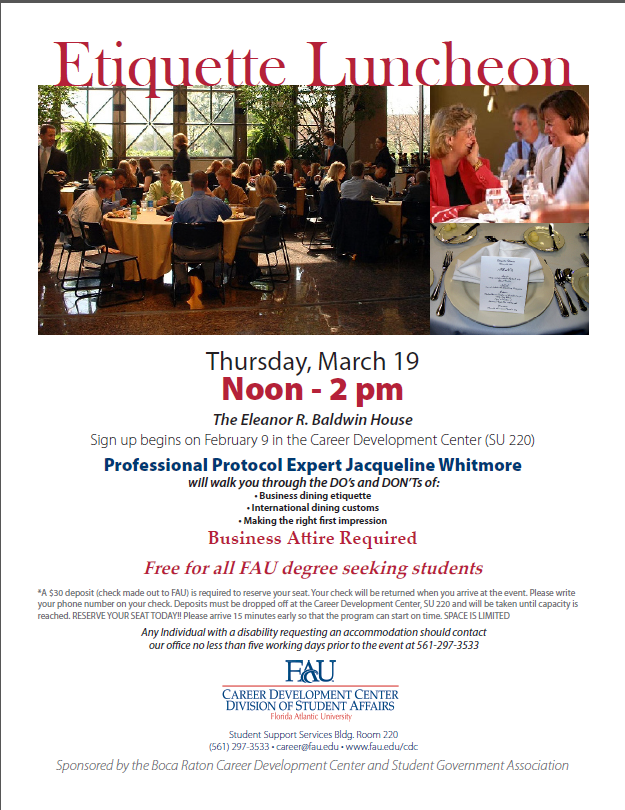 Etiquette Luncheon
Thursday, March 19
Noon - 2 pm
The Eleanor R. Baldwin House
Sign up begins on February 9 in the Career Development Center (SU 220)
Professional Protocol Expert Jacqueline Whitmore
will walk you through the DO's and DON'Ts of:
• Business dining etiquette
• International dining customs
• Making the right first impression
Business Attire Required
Free for all FAU degree seeking students
*A $30 deposit (check made out to FAU) is required to reserve your seat. Your check will be returned when you arrive at the event. Please write
your phone number on your check. Deposits must be dropped off at the Career Development Center, SU 220 and will be taken until capacity is
reached. RESERVE YOUR SEAT TODAY!! Please arrive 15 minutes early so that the program can start on time. SPACE IS LIMITED
Any Individual with a disability requesting an accommodation should contact
our office no less than five working days prior to the event at 561-297-3533
FAU
CAREER DEVELOPMENT CENTER
DIVISION OF STUDENT AFFAIRS
Florida Atlantic University
Student Support Services Bldg. Room 220
(561) 297-3533 • career@fau.edu • www.fau.edu/cdc
Sponsored by the Boca Raton Career Development Center and Student Government Association